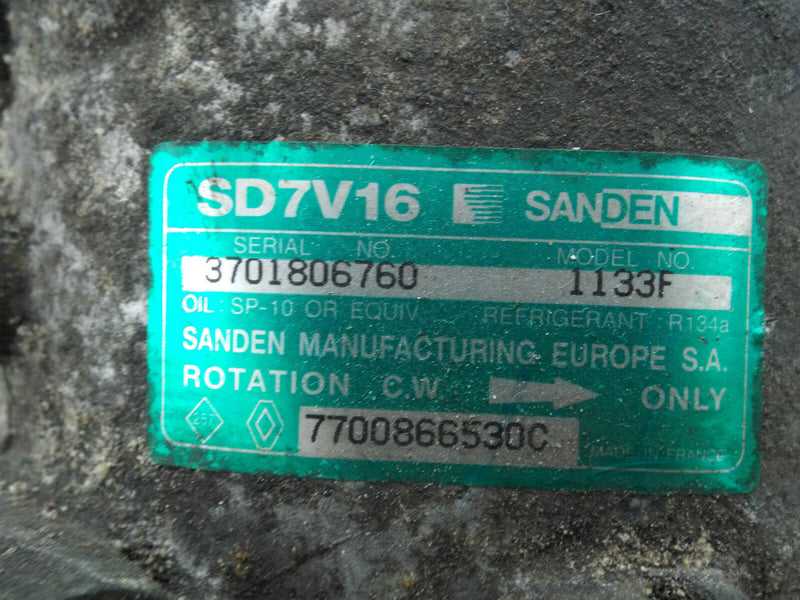 SD7V16 SANDEN
SERIAL NO. MODEL NO.
3701806760 1133F
OIL: SP-10 OR EQUIV. REFRIGERANT R134a
SANDEN MANUFACTURING EUROPE S.A.
ROTATION C.W. ONLY
257 7700866530C MADE IN FRANCE